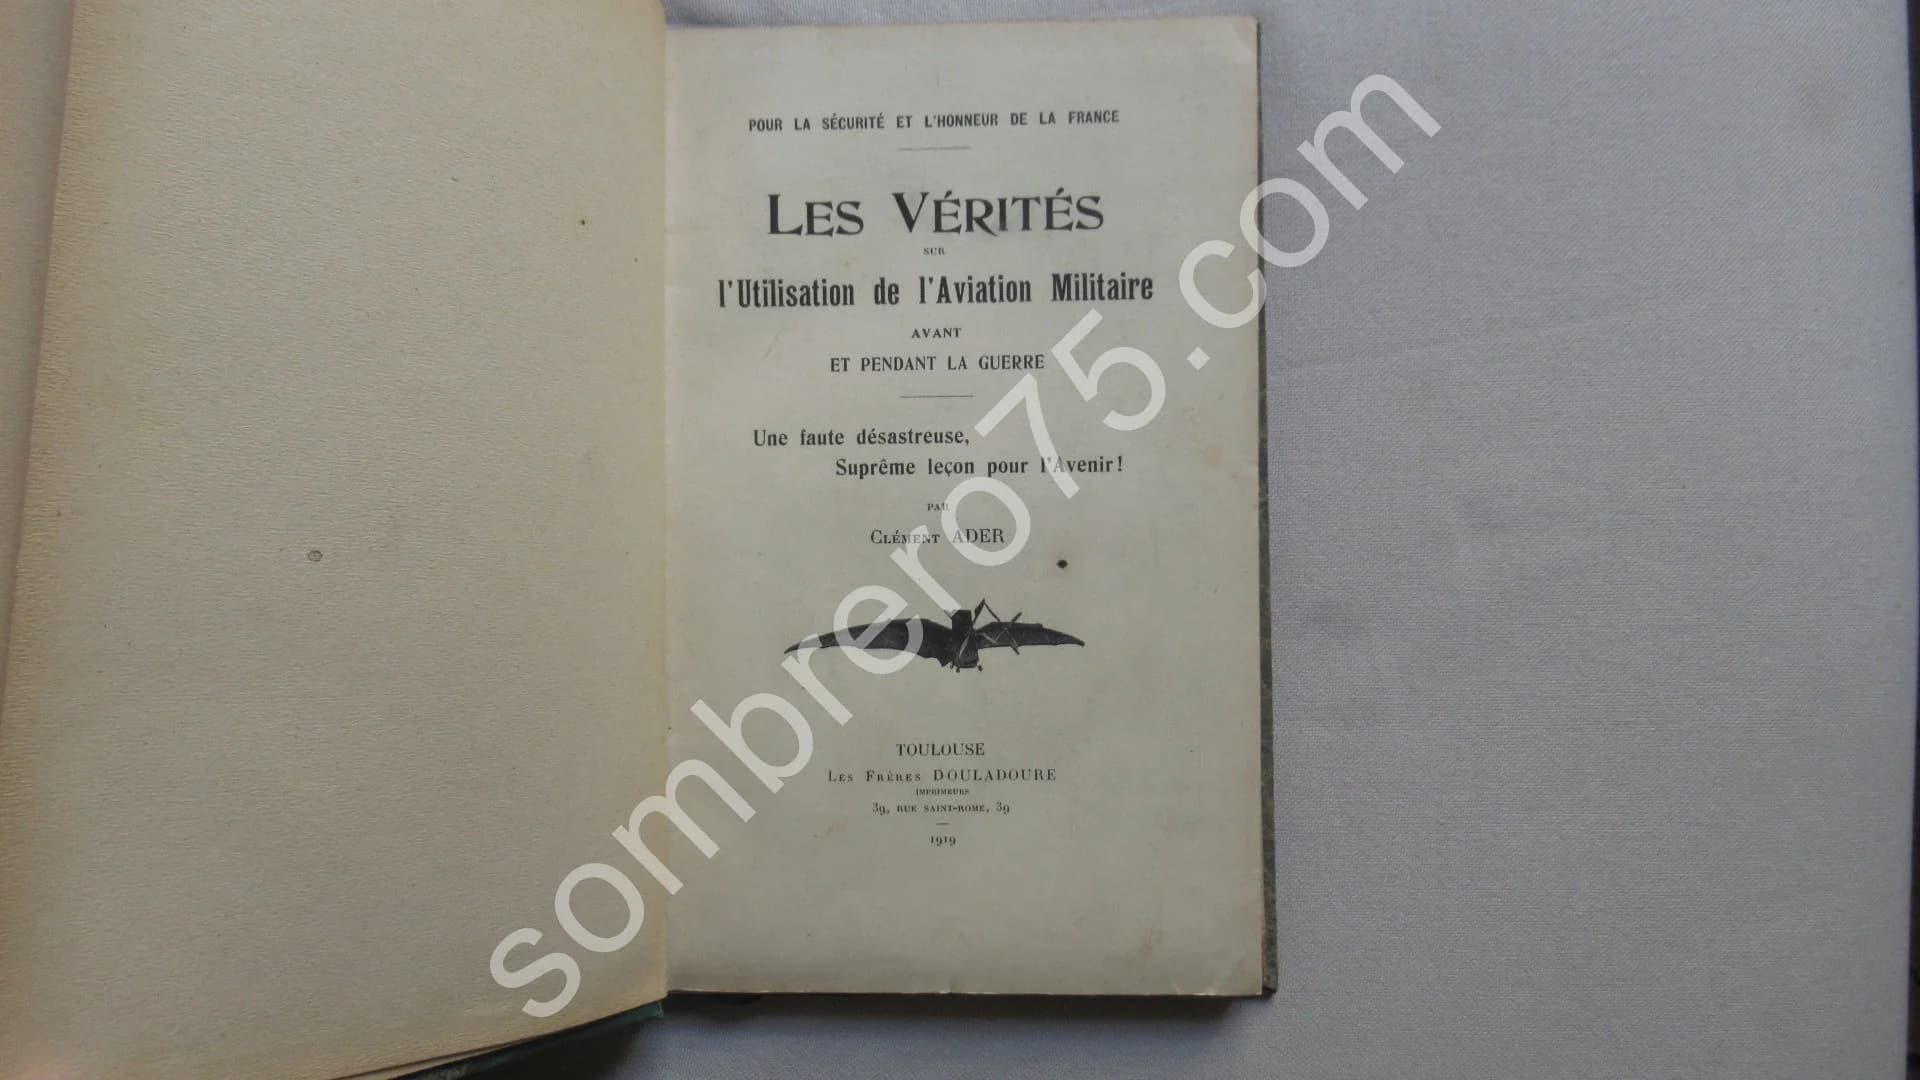 POUR LA SÉCURITÉ ET L'HONNEUR DE LA FRANCE
LES VÉRITÉS
SUR
l'Utilisation de l'Aviation Militaire
AVANT
ET PENDANT LA GUERRE
Une faute désastreuse,
Suprême leçon pour l'Avenir!
PAR
CLÉMENT ADER
TOULOUSE
LES FRÈRES DOULADOURE
IMPRIMEURS
39, RUE SAINT-ROME, 39
1919
sombrero75.com